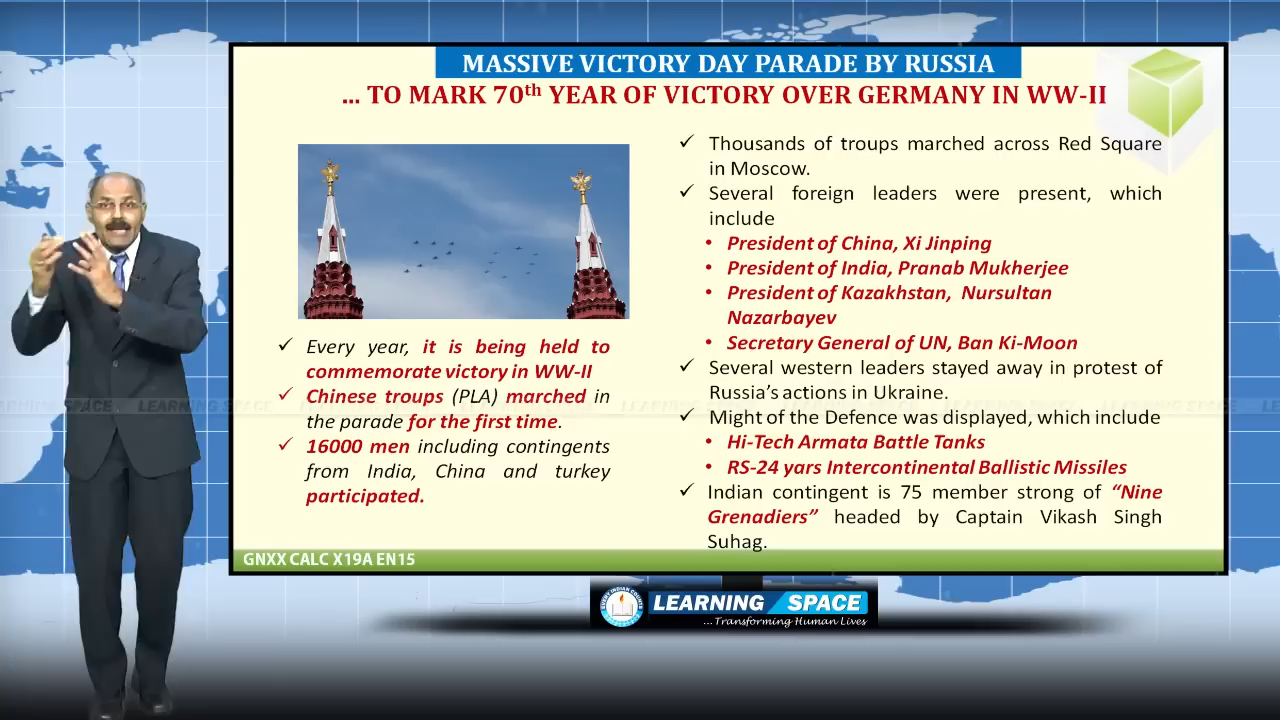 MASSIVE VICTORY DAY PARADE BY RUSSIA
... TO MARK 70th YEAR OF VICTORY OVER GERMANY IN WW-II
✓ Every year, it is being held to
commemorate victory in WW-II
✓ Chinese troups (PLA) marched in
the parade for the first time.
✓ 16000 men including contingents
from India, China and turkey
participated.
✓ Thousands of troups marched across Red Square
in Moscow.
✓ Several foreign leaders were present, which
include
• President of China, Xi Jinping
• President of India, Pranab Mukherjee
• President of Kazakhstan, Nursultan
Nazarbayev
• Secretary General of UN, Ban Ki-Moon
✓ Several western leaders stayed away in protest of
Russia's actions in Ukraine.
✓ Might of the Defence was displayed, which include
• Hi-Tech Armata Battle Tanks
• RS-24 yars Intercontinental Ballistic Missiles
✓ Indian contingent is 75 member strong of “Nine
Grenadiers” headed by Captain Vikash Singh
Suhag.
GNXX CALC X19A EN15
LEARNING SPACE
...Transforming Human Lives